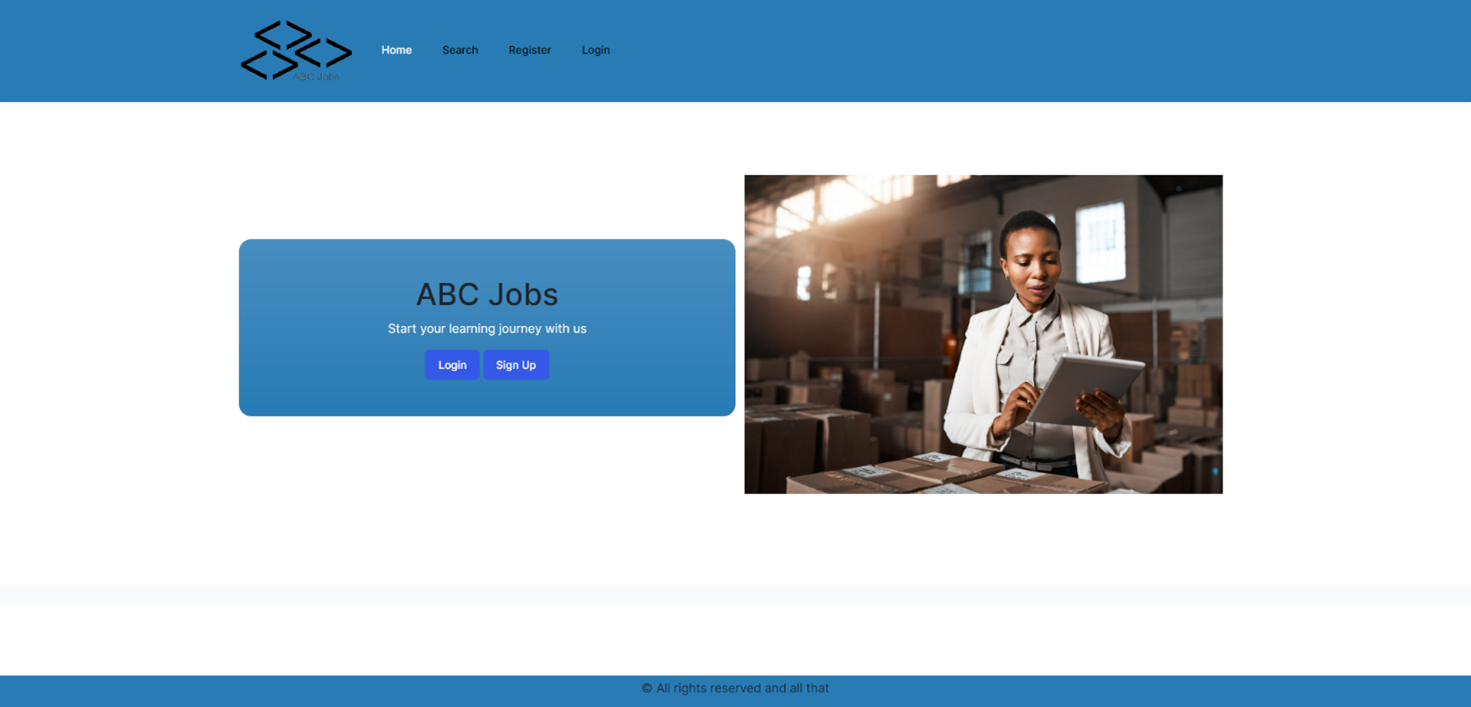 ABC Jobs
Home Search Register Login
ABC Jobs
Start your learning journey with us
Login Sign Up
© All rights reserved and all that